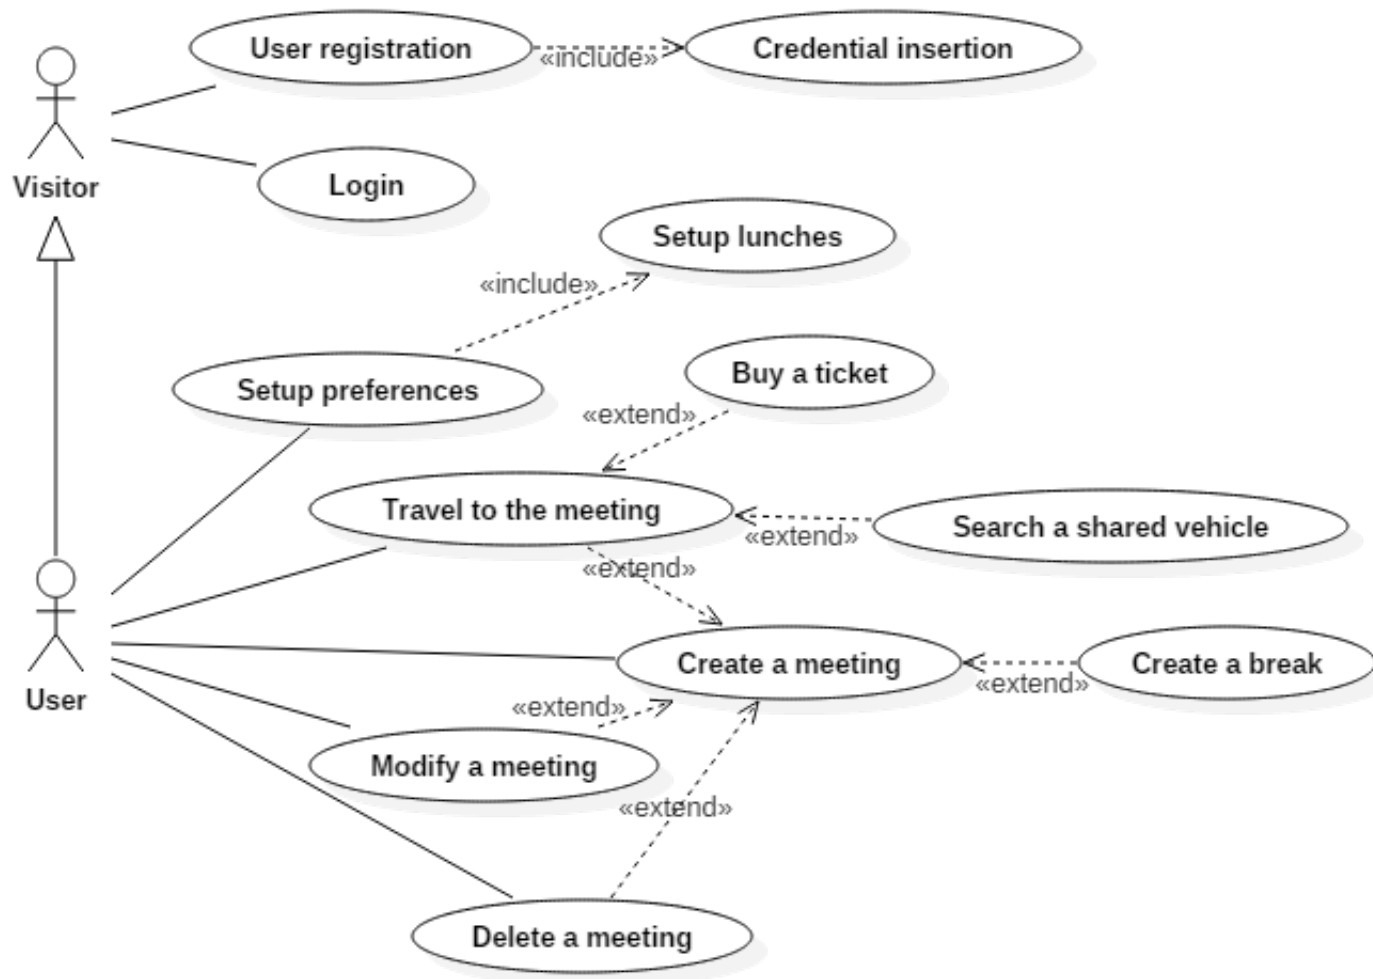 User registration
«include»
Credential insertion
Visitor
Login
Setup lunches
«include»
Setup preferences
Buy a ticket
«extend»
Travel to the meeting
«extend»
Search a shared vehicle
«extend»
User
Create a meeting
«extend»
Create a break
«extend»
Modify a meeting
«extend»
Delete a meeting